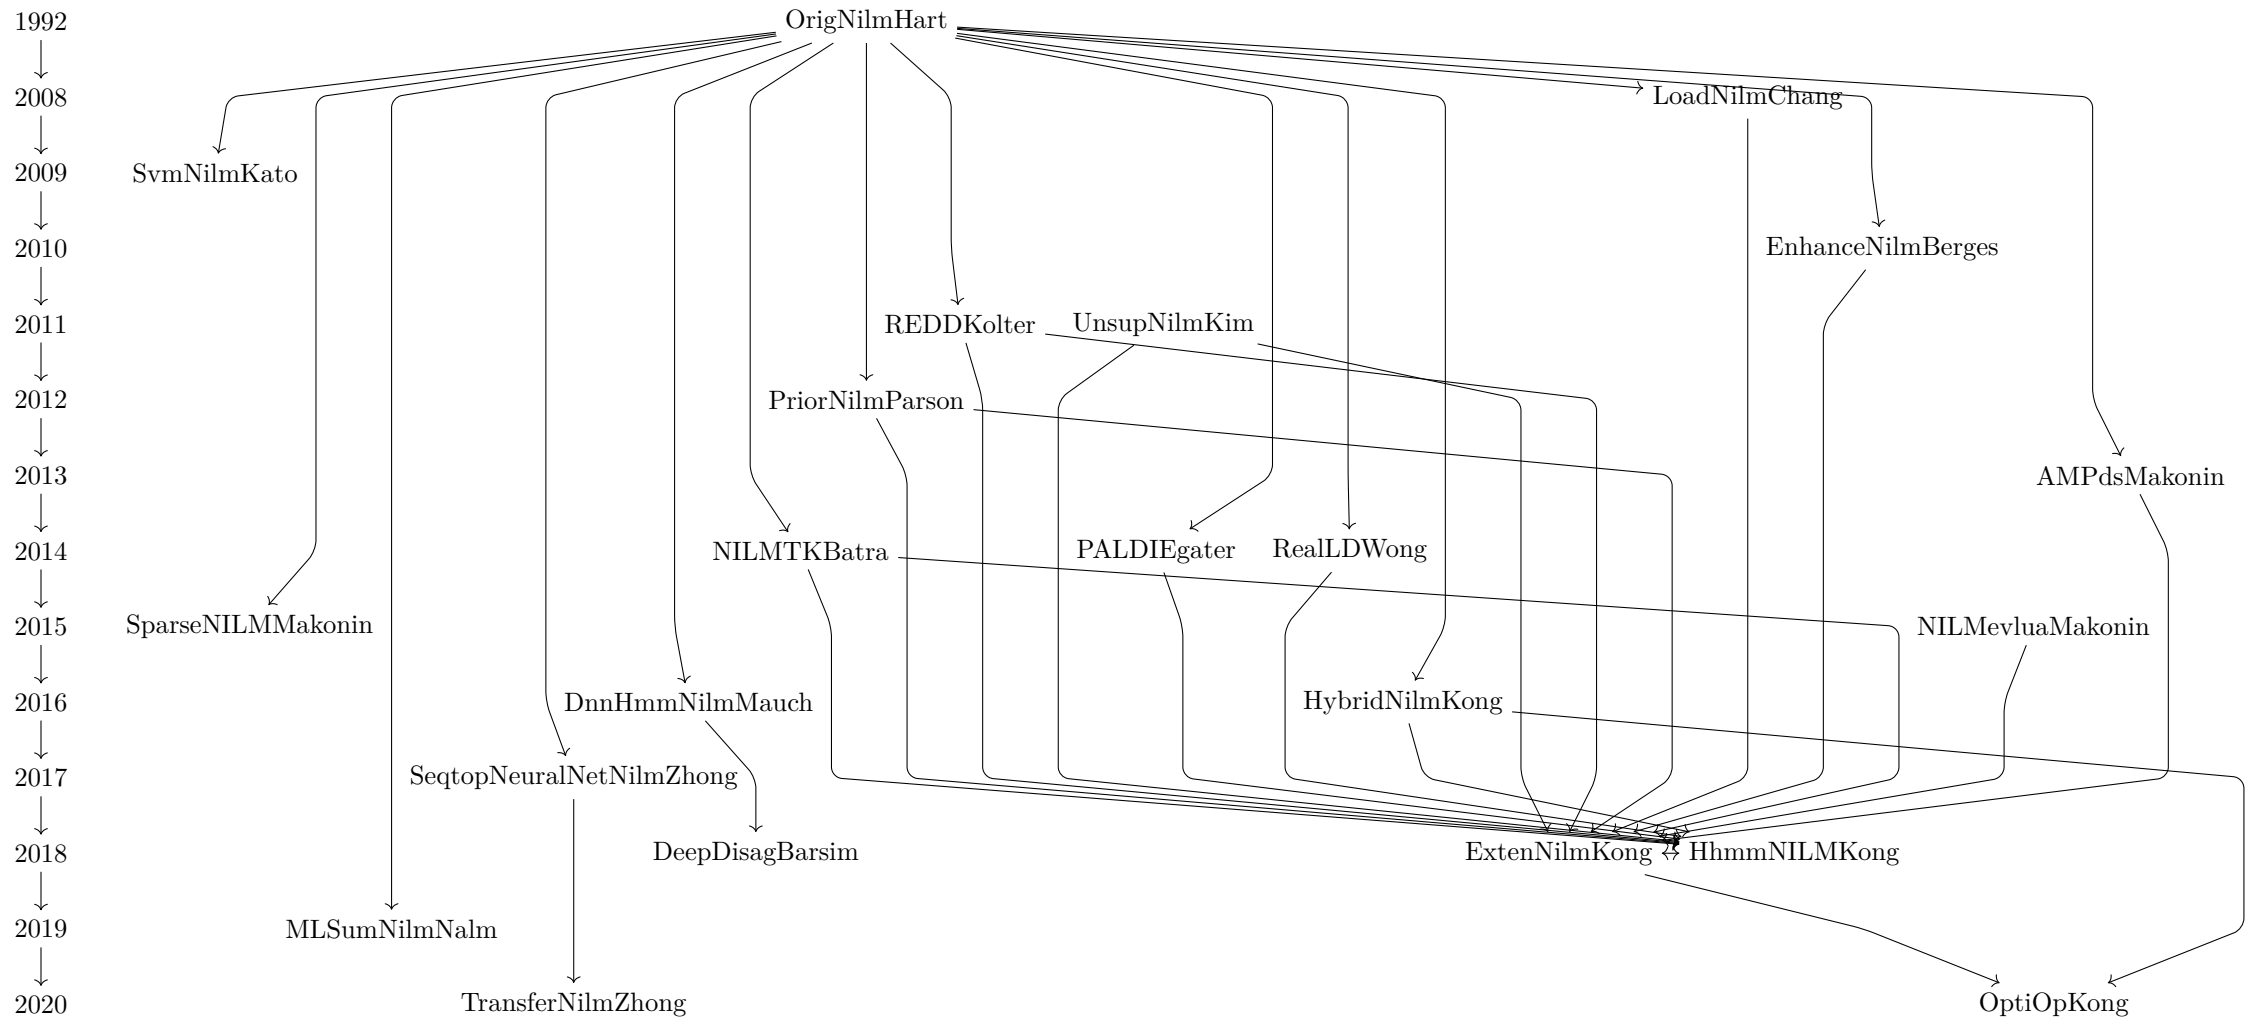 1992 OrigNilmHart
2008 LoadNilmChang
2009 SvmNilmKato
2010 EnhanceNilmBerges
2011 REDDKolter UnsupNilmKim
2012 PriorNilmParson
2013 AMPdsMakonin
2014 NILMTKBatra PALDIEgater RealLDWong
2015 SparseNILMMakonin NILMevluaMakonin
2016 DnnHmmNilmMauch HybridNilmKong
2017 SeqtopNeuralNetNilmZhong
2018 DeepDisagBarsim ExtenNilmKong HhmmNILMKong
2019 MLSumNilmNalm
2020 TransferNilmZhong OptiOpKong